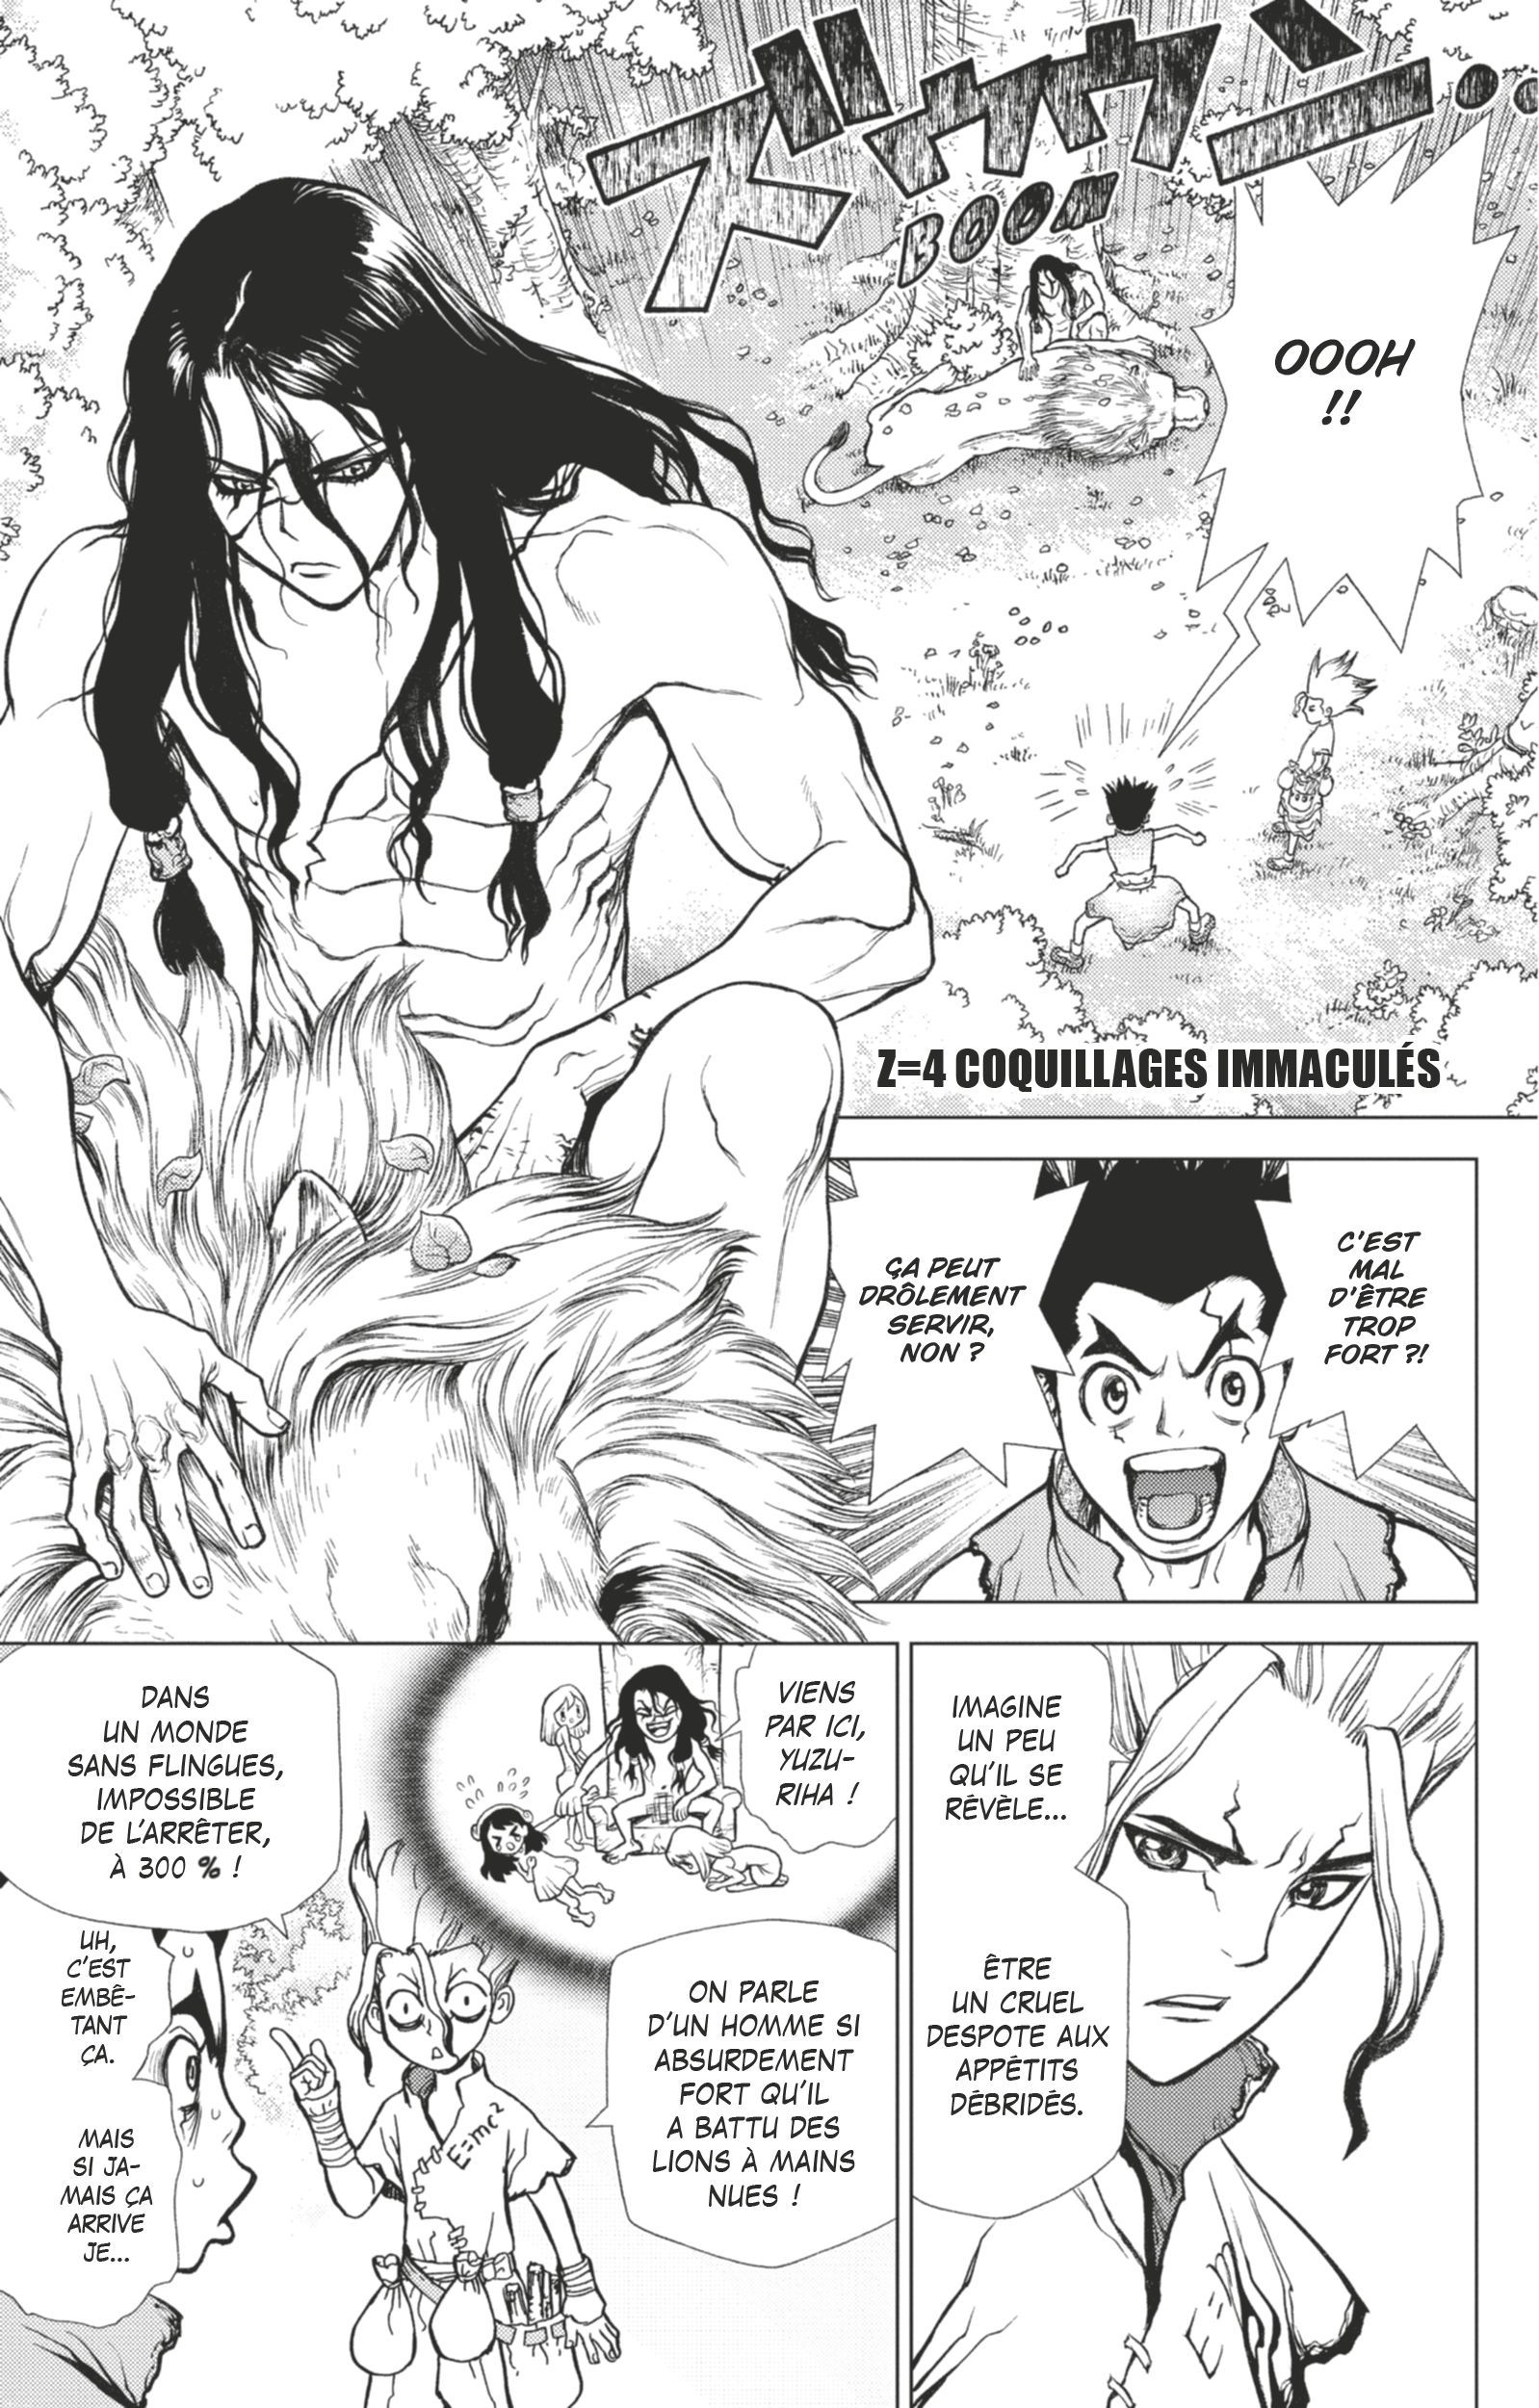 ズウウウン・・
BOOM
OOOH
!!
Z=4 COQUILLAGES IMMACULÉS
C'EST
MAL
D'ÊTRE
TROP
FORT ?!
ÇA PEUT
DRÔLEMENT
SERVIR,
NON ?
IMAGINE
UN PEU
QU'IL SE
RÉVÈLE...
ÊTRE
UN CRUEL
DESPOTE AUX
APPÉTITS
DÉBRIDÉS.
VIENS
PAR ICI,
YUZU-
RIHA !
ON PARLE
D'UN HOMME SI
ABSURDEMENT
FORT QU'IL
A BATTU DES
LIONS À MAINS
NUES !
E=mc²
DANS
UN MONDE
SANS FLINGUES,
IMPOSSIBLE
DE L'ARRÊTER,
À 300 % !
UH,
C'EST
EMBÊ-
TANT
ÇA.
MAIS
SI JA-
MAIS ÇA
ARRIVE
JE...